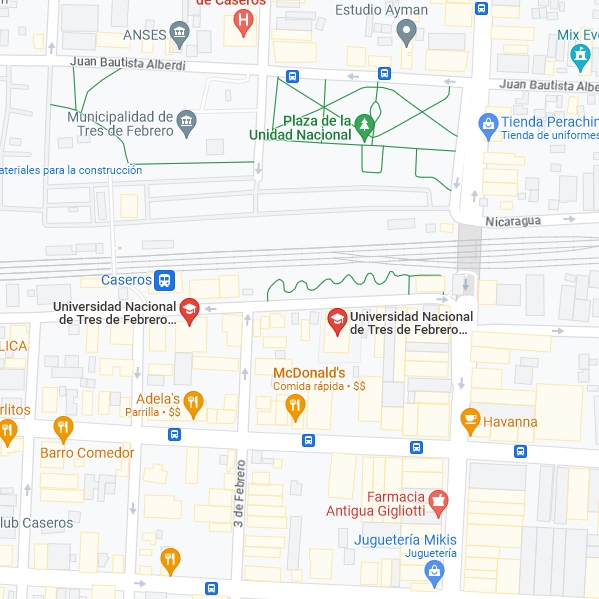 de Caseros
Estudio Ayman
ANSES
Juan Bautista Alberdi
Juan Bautista Albe
Mix Eve
Municipalidad de
Tres de Febrero
Plaza de la
Unidad Nacional
Tienda Perachin
Tienda de uniformes
ateriales para la construcción
Nicaragua
Caseros
Universidad Nacional
de Tres de Febrero...
Universidad Nacional
de Tres de Febrero...
LICA
McDonald's
Comida rápida • $$
Adela's
Parrilla • $$
rlitos
Havanna
Barro Comedor
3 de Febrero
Farmacia
Antigua Gigliotti
lub Caseros
Juguetería Mikis
Juguetería